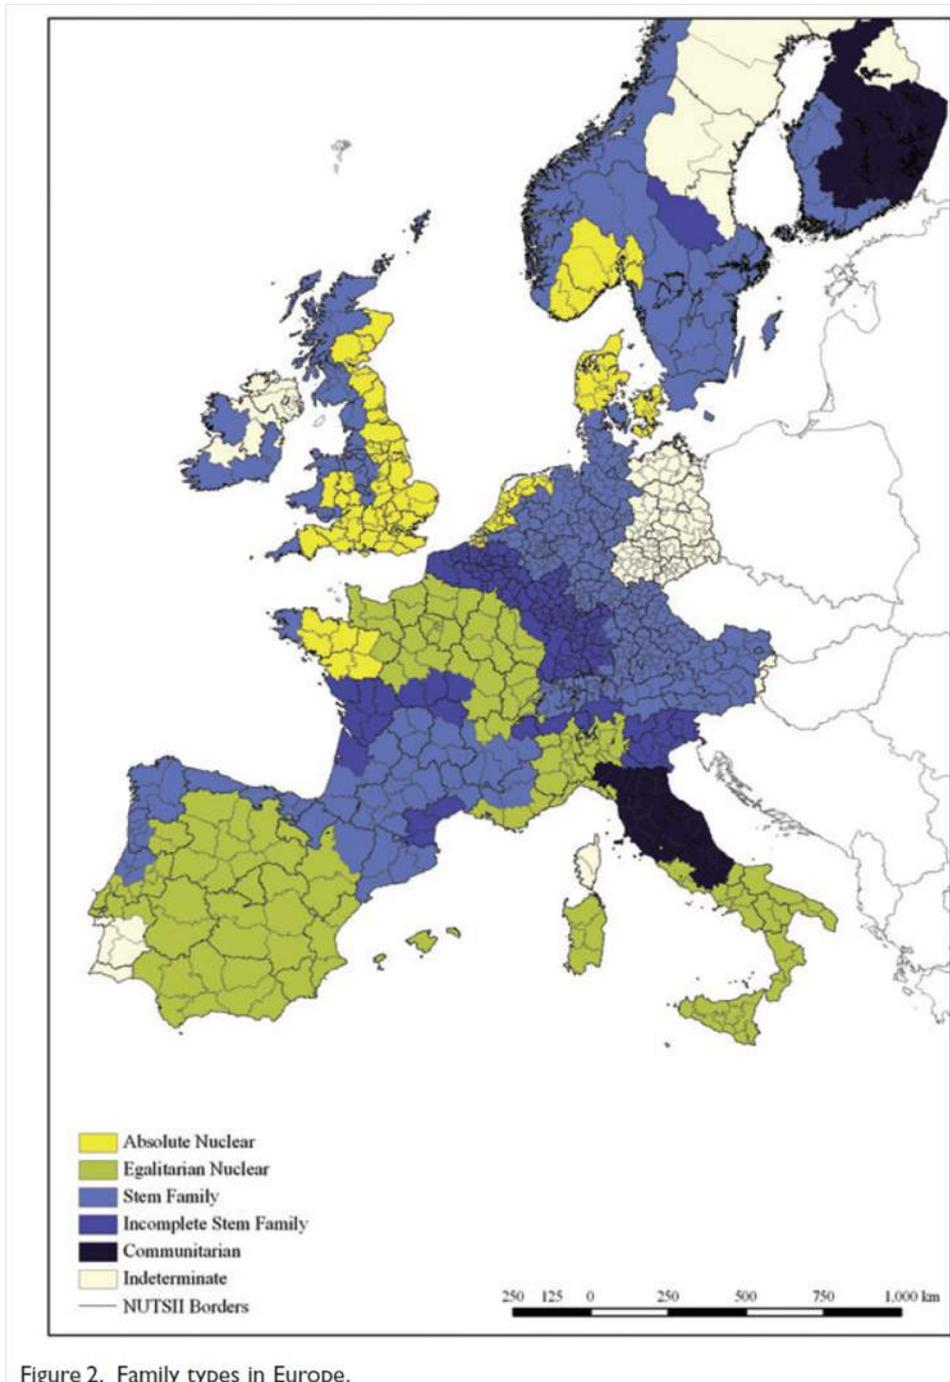 Absolute Nuclear
Egalitarian Nuclear
Stem Family
Incomplete Stem Family
Communitarian
Indeterminate
NUTSII Borders
250 125 0 250 500 750 1,000 km
Figure 2. Family types in Europe.